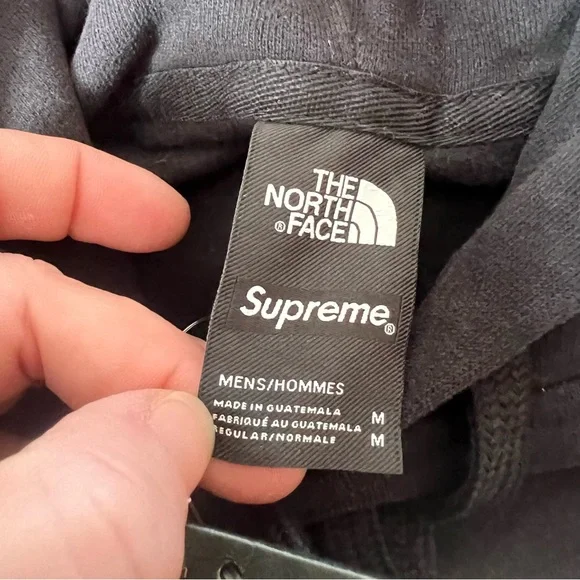 THE
NORTH
®FACE
Supreme®
MENS/HOMMES
MADE IN GUATEMALA M
FABRIQUÉ AU GUATEMALA
REGULAR/NORMALE M